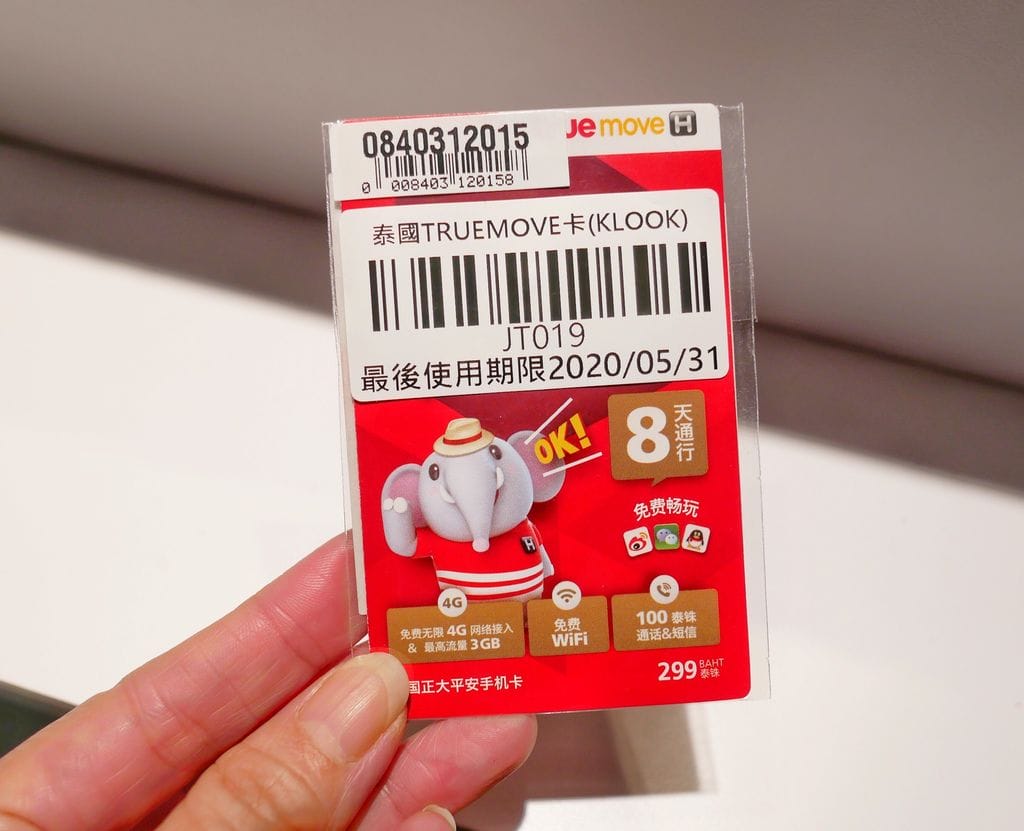 0840312015
ue move H
0 008403 120158
泰國TRUEMOVE卡(KLOOK)
JT019
最後使用期限2020/05/31
OK!
8 天通行
免费畅玩
H
4G
免费无限 4G 网络接入
& 最高流量 3GB
免费
WiFi
100 泰铢
通话&短信
299 BAHT
泰铢
国正大平安手机卡